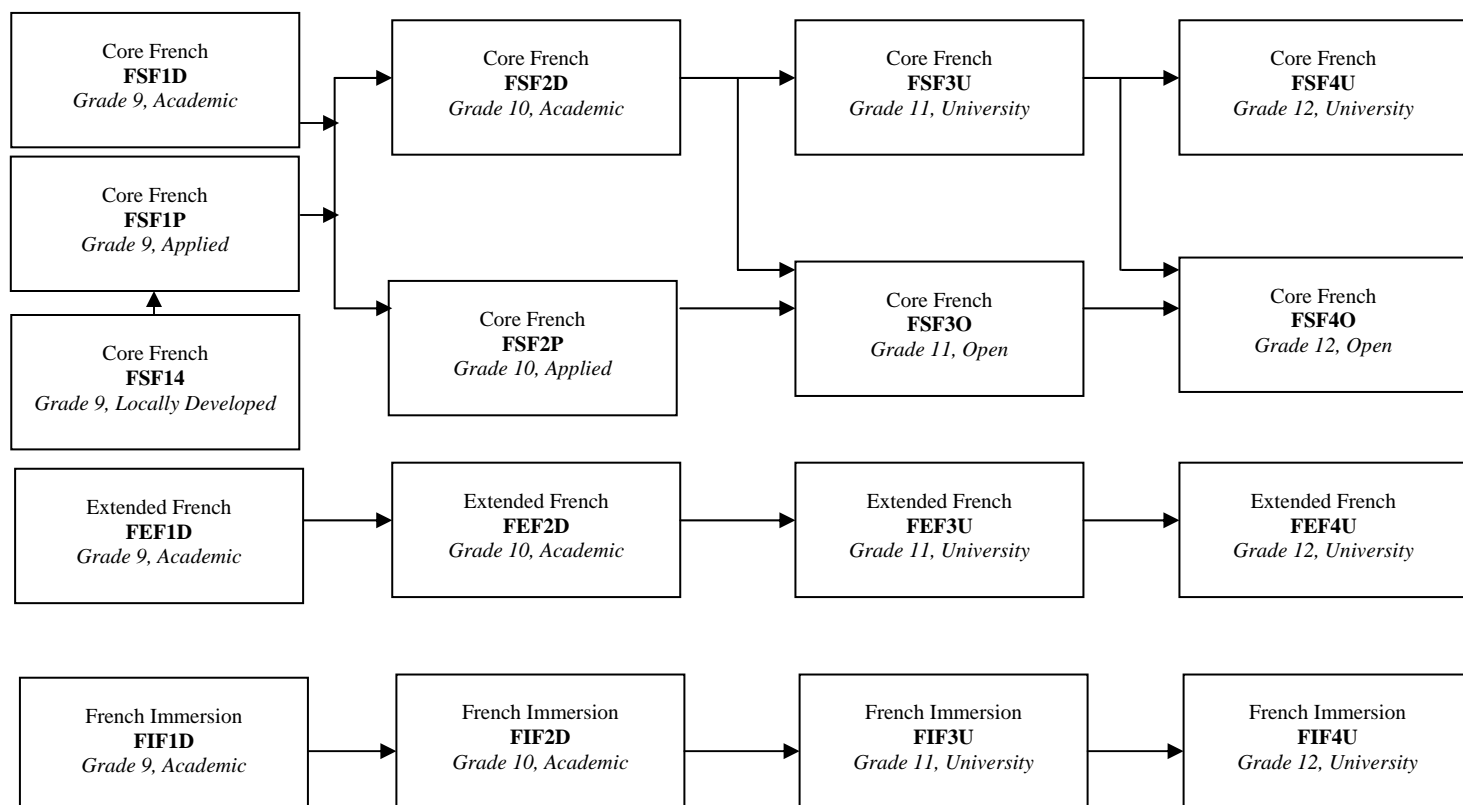 Core French
FSF1D
Grade 9, Academic
Core French
FSF2D
Grade 10, Academic
Core French
FSF3U
Grade 11, University
Core French
FSF4U
Grade 12, University
Core French
FSF1P
Grade 9, Applied
Core French
FSF2P
Grade 10, Applied
Core French
FSF3O
Grade 11, Open
Core French
FSF4O
Grade 12, Open
Core French
FSF14
Grade 9, Locally Developed
Extended French
FEF1D
Grade 9, Academic
Extended French
FEF2D
Grade 10, Academic
Extended French
FEF3U
Grade 11, University
Extended French
FEF4U
Grade 12, University
French Immersion
FIF1D
Grade 9, Academic
French Immersion
FIF2D
Grade 10, Academic
French Immersion
FIF3U
Grade 11, University
French Immersion
FIF4U
Grade 12, University